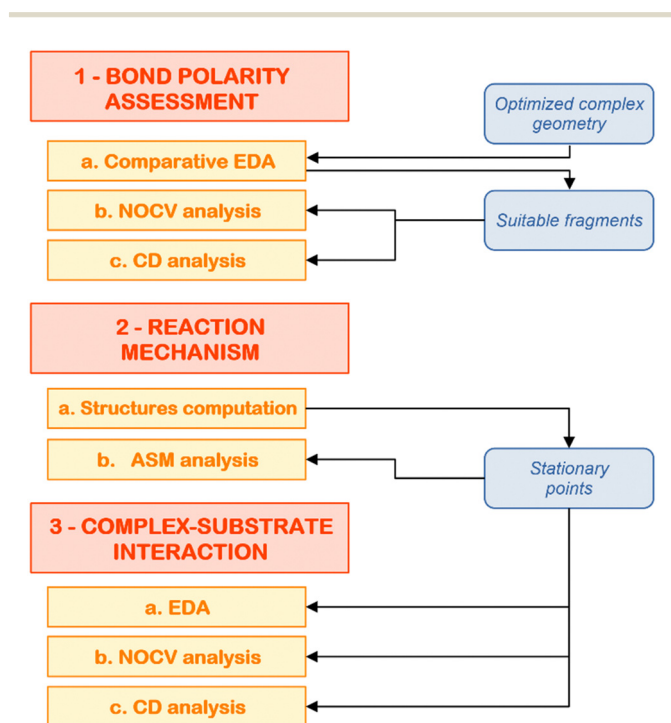 1 - BOND POLARITY
ASSESSMENT
Optimized complex
geometry
a. Comparative EDA
b. NOCV analysis
Suitable fragments
c. CD analysis
2 - REACTION
MECHANISM
a. Structures computation
b. ASM analysis
Stationary
points
3 - COMPLEX-SUBSTRATE
INTERACTION
a. EDA
b. NOCV analysis
c. CD analysis